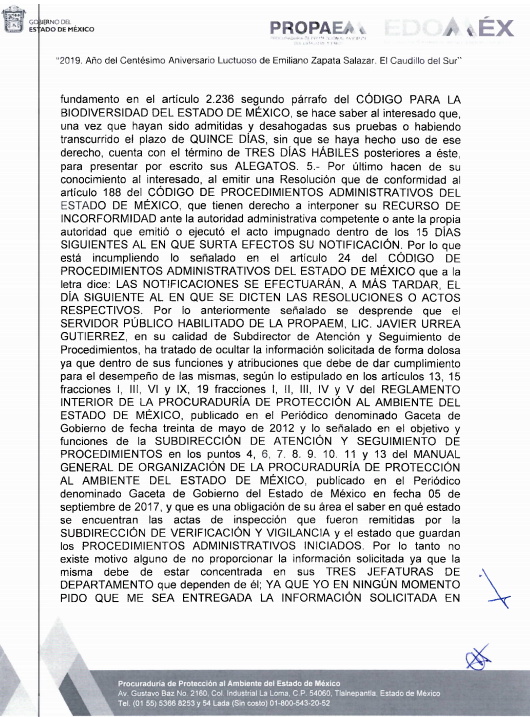 GOBIERNO DEL
ESTADO DE MÉXICO
PROPAEM
EDOMÉX
“2019. Año del Centésimo Aniversario Luctuoso de Emiliano Zapata Salazar. El Caudillo del Sur”
fundamento en el articulo 2.236 segundo párrafo del CÓDIGO PARA LA
BIODIVERSIDAD DEL ESTADO DE MÉXICO, se hace saber al interesado que,
una vez que hayan sido admitidas y desahogadas sus pruebas o habiendo
transcurrido el plazo de QUINCE DÍAS, sin que se haya hecho uso de ese
derecho, cuenta con el término de TRES DÍAS HÁBILES posteriores a éste,
para presentar por escrito sus ALEGATOS. 5.- Por último hacen de su
conocimiento al interesado, al emitir una Resolución que de conformidad al
articulo 188 del CÓDIGO DE PROCEDIMIENTOS ADMINISTRATIVOS DEL
ESTADO DE MÉXICO, que tienen derecho a interponer su RECURSO DE
INCORFORMIDAD ante la autoridad administrativa competente o ante la propia
autoridad que emitió o ejecutó el acto impugnado dentro de los 15 DÍAS
SIGUIENTES AL EN QUE SURTA EFECTOS SU NOTIFICACIÓN. Por lo que
está incumpliendo lo señalado en el articulo 24 del CÓDIGO DE
PROCEDIMIENTOS ADMINISTRATIVOS DEL ESTADO DE MÉXICO que a la
letra dice: LAS NOTIFICACIONES SE EFECTUARÁN, A MÁS TARDAR, EL
DÍA SIGUIENTE AL EN QUE SE DICTEN LAS RESOLUCIONES O ACTOS
RESPECTIVOS. Por lo anteriormente señalado se desprende que el
SERVIDOR PÚBLICO HABILITADO DE LA PROPAEM, LIC. JAVIER URREA
GUTIERREZ, en su calidad de Subdirector de Atención y Seguimiento de
Procedimientos, ha tratado de ocultar la información solicitada de forma dolosa
ya que dentro de sus funciones y atribuciones que debe de dar cumplimiento
para el desempeño de las mismas, según lo estipulado en los artículos 13, 15
fracciones I, III, VI y IX, 19 fracciones I, II, III, IV y V del REGLAMENTO
INTERIOR DE LA PROCURADURÍA DE PROTECCIÓN AL AMBIENTE DEL
ESTADO DE MÉXICO, publicado en el Periódico denominado Gaceta de
Gobierno de fecha treinta de mayo de 2012 y lo señalado en el objetivo y
funciones de la SUBDIRECCIÓN DE ATENCIÓN Y SEGUIMIENTO DE
PROCEDIMIENTOS en los puntos 4, 6, 7. 8. 9. 10. 11 y 13 del MANUAL
GENERAL DE ORGANIZACIÓN DE LA PROCURADURÍA DE PROTECCIÓN
AL AMBIENTE DEL ESTADO DE MÉXICO, publicado en el Periódico
denominado Gaceta de Gobierno del Estado de México en fecha 05 de
septiembre de 2017, y que es una obligación de su área el saber en qué estado
se encuentran las actas de inspección que fueron remitidas por la
SUBDIRECCIÓN DE VERIFICACIÓN Y VIGILANCIA y el estado que guardan
los PROCEDIMIENTOS ADMINISTRATIVOS INICIADOS. Por lo tanto no
existe motivo alguno de no proporcionar la información solicitada ya que la
misma debe de estar concentrada en sus TRES JEFATURAS DE
DEPARTAMENTO que dependen de él; YA QUE YO EN NINGÚN MOMENTO
PIDO QUE ME SEA ENTREGADA LA INFORMACIÓN SOLICITADA EN
Procuraduría de Protección al Ambiente del Estado de México
Av. Gustavo Baz No. 2160, Col. Industrial La Loma, C.P. 54060, Tlalnepantla, Estado de México
Tel. (01 55) 5366 8253 y 54 Lada (Sin costo) 01-800-543-20-52